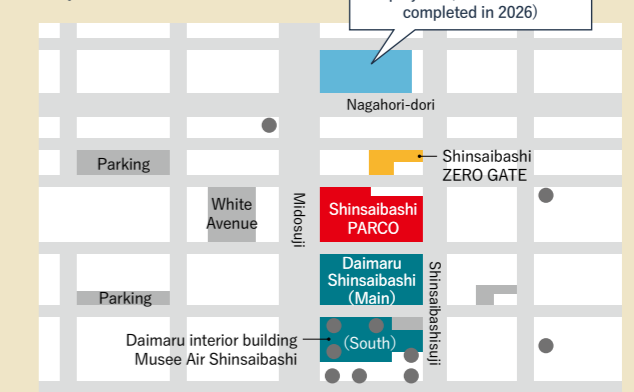 completed in 2026)
Nagahori-dori
Parking
Shinsaibashi
ZERO GATE
White
Avenue
Midosuji
Shinsaibashi
PARCO
Daimaru
Shinsaibashi
(Main)
Shinsaibashisuji
Parking
Daimaru interior building
Musee Air Shinsaibashi
(South)